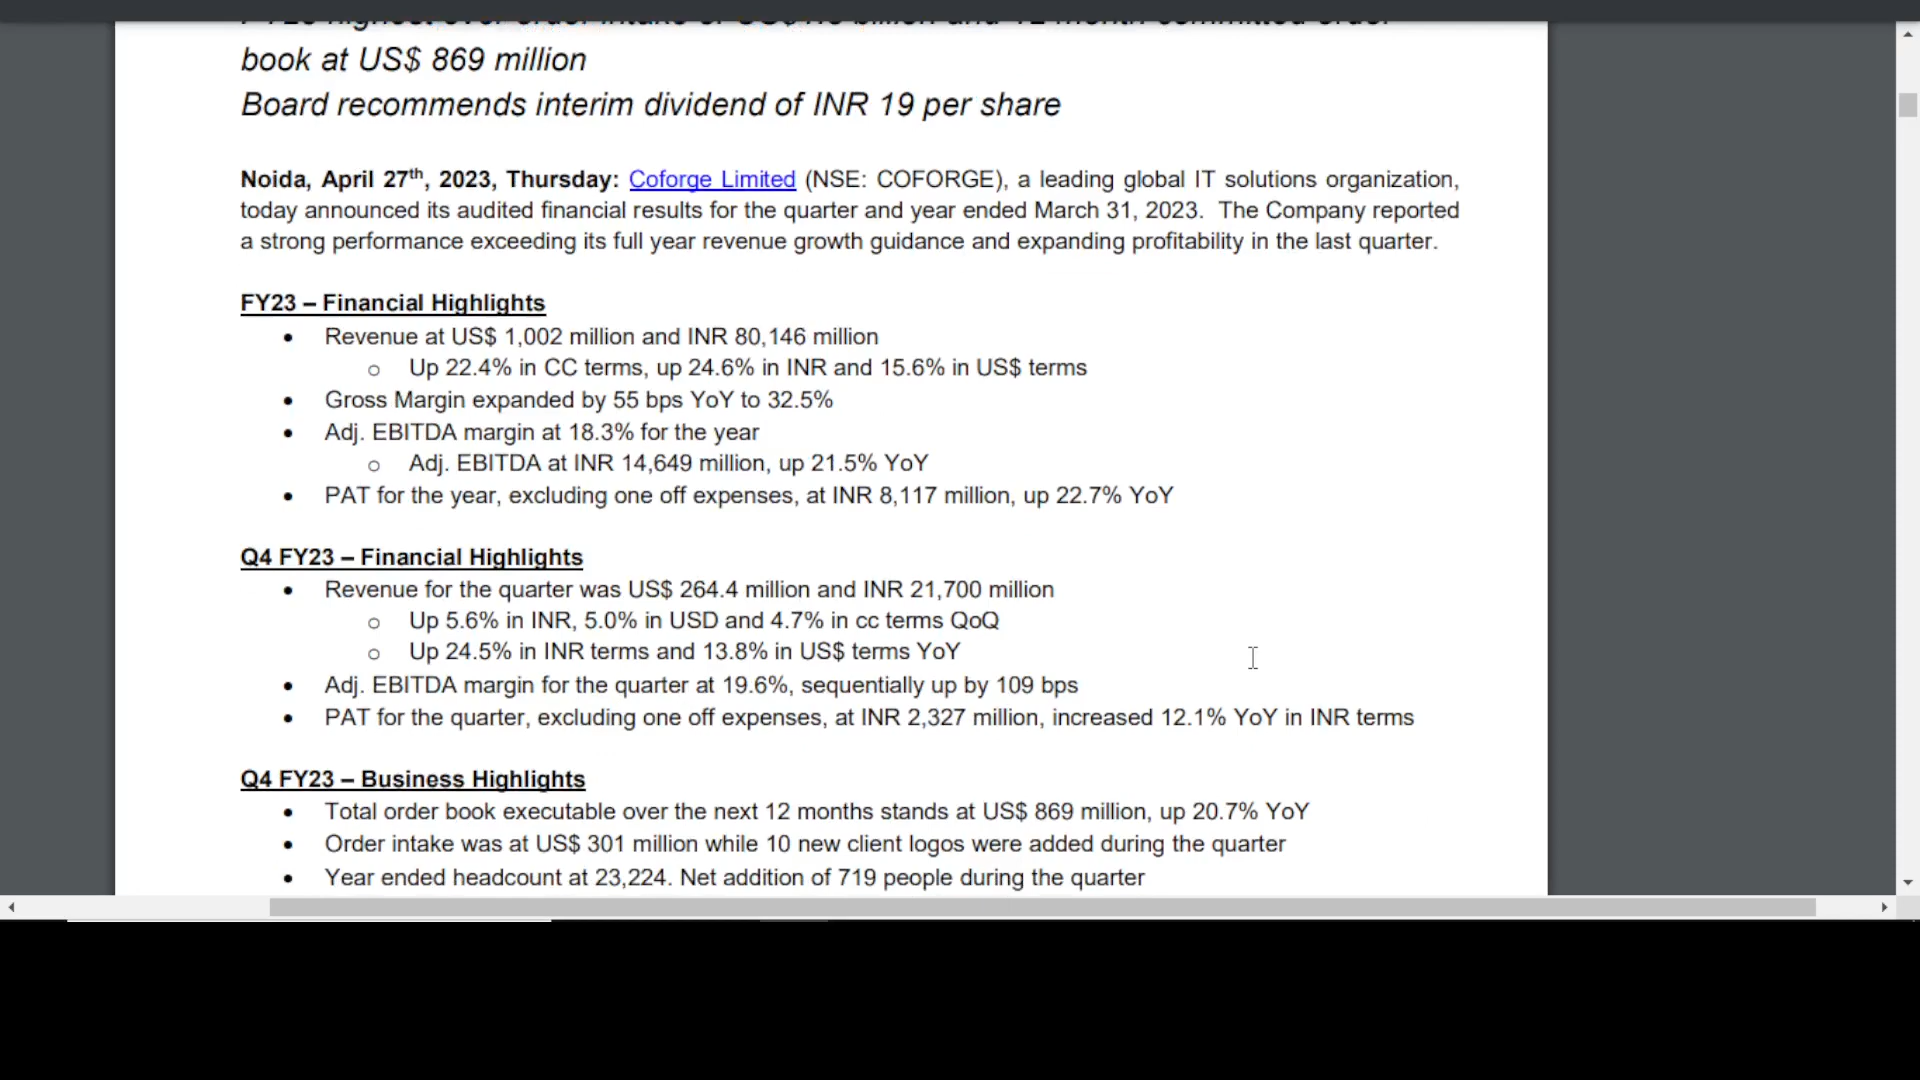 book at US$ 869 million
Board recommends interim dividend of INR 19 per share
Noida, April 27th, 2023, Thursday: Coforge Limited (NSE: COFORGE), a leading global IT solutions organization,
today announced its audited financial results for the quarter and year ended March 31, 2023. The Company reported
a strong performance exceeding its full year revenue growth guidance and expanding profitability in the last quarter.
FY23 – Financial Highlights
• Revenue at US$ 1,002 million and INR 80,146 million
o Up 22.4% in CC terms, up 24.6% in INR and 15.6% in US$ terms
• Gross Margin expanded by 55 bps YoY to 32.5%
• Adj. EBITDA margin at 18.3% for the year
o Adj. EBITDA at INR 14,649 million, up 21.5% YoY
• PAT for the year, excluding one off expenses, at INR 8,117 million, up 22.7% YoY
Q4 FY23 – Financial Highlights
• Revenue for the quarter was US$ 264.4 million and INR 21,700 million
o Up 5.6% in INR, 5.0% in USD and 4.7% in cc terms QoQ
o Up 24.5% in INR terms and 13.8% in US$ terms YoY
• Adj. EBITDA margin for the quarter at 19.6%, sequentially up by 109 bps
• PAT for the quarter, excluding one off expenses, at INR 2,327 million, increased 12.1% YoY in INR terms
Q4 FY23 – Business Highlights
• Total order book executable over the next 12 months stands at US$ 869 million, up 20.7% YoY
• Order intake was at US$ 301 million while 10 new client logos were added during the quarter
• Year ended headcount at 23,224. Net addition of 719 people during the quarter